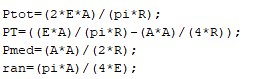 Ptot=(2*E*A)/(pi*R);
PT=((E*A)/(pi*R)-(A*A)/(4*R));
Pmed=(A*A)/(2*R);
ran=(pi*A)/(4*E);